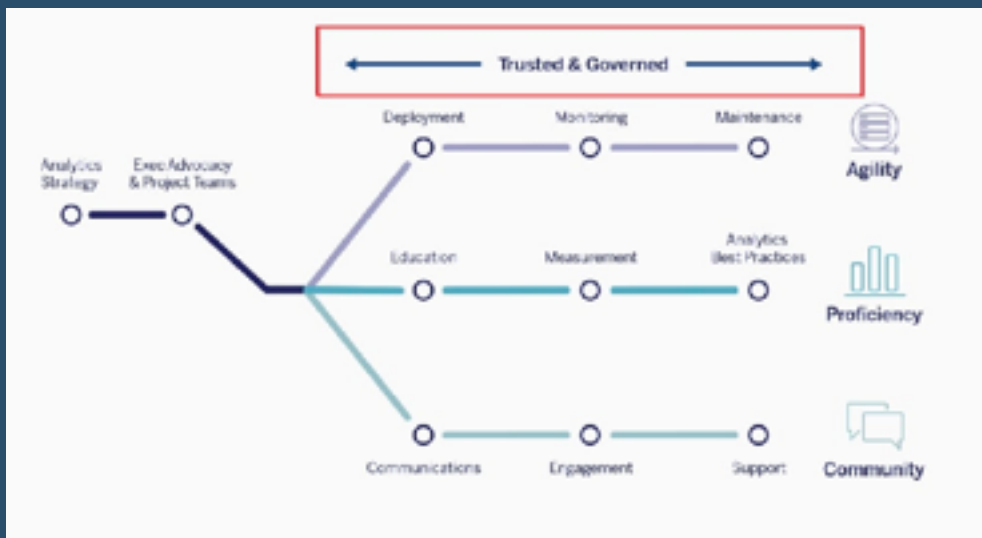 Trusted & Governed
Deployment
Monitoring
Maintenance
Agility
Analytics
Strategy
Exec Advocacy
& Project Teams
Education
Measurement
Analytics
Best Practices
Proficiency
Communications
Engagement
Support
Community